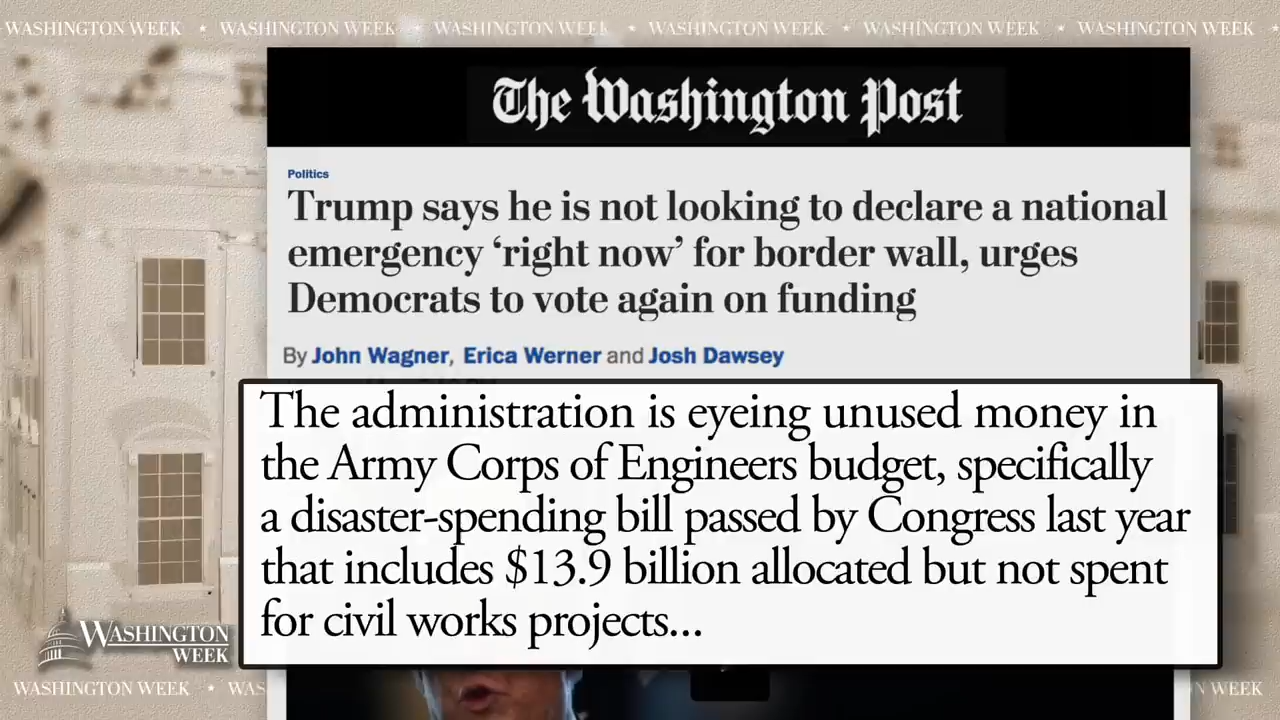 WASHINGTON WEEK * WASHINGTON WEEK * WASHINGTON WEEK * WASHINGTON WEEK * WASHINGTON WEEK * WASHINGTON WEEK
The Washington Post
Politics
Trump says he is not looking to declare a national
emergency ‘right now’ for border wall, urges
Democrats to vote again on funding
By John Wagner, Erica Werner and Josh Dawsey
The administration is eyeing unused money in
the Army Corps of Engineers budget, specifically
a disaster-spending bill passed by Congress last year
that includes $13.9 billion allocated but not spent
for civil works projects...
WASHINGTON
WEEK
WASHINGTON WEEK * WAS
N WEEK